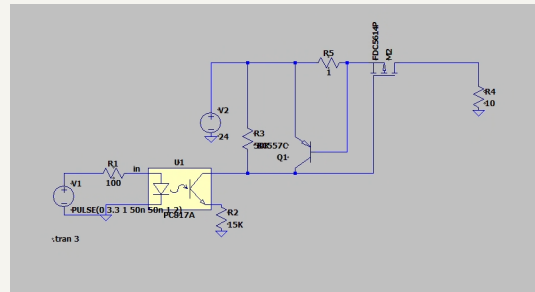 FDC5614P
M2
R5
1
R4
10
V2
24
R3
Q1
R1
100
in
U1
V1
PULSE(0 3.3 1 50n 50n 1 2)
PC817A
R2
15K
.tran 3